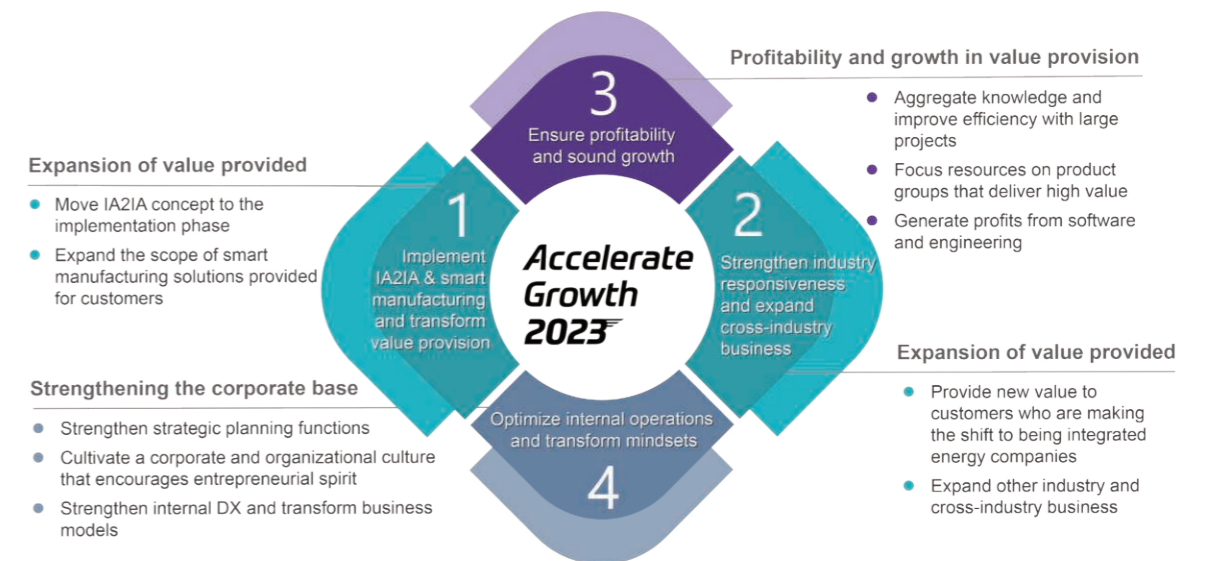 Profitability and growth in value provision
Aggregate knowledge and
improve efficiency with large
projects
Focus resources on product
groups that deliver high value
Generate profits from software
and engineering
3
Ensure profitability
and sound growth
Expansion of value provided
Move IA2IA concept to the
implementation phase
Expand the scope of smart
manufacturing solutions provided
for customers
1
Implement
IA2IA & smart
manufacturing
and transform
value provision
Accelerate
Growth
2023
2
Strengthen industry
responsiveness
and expand
cross-industry
business
Expansion of value provided
Provide new value to
customers who are making
the shift to being integrated
energy companies
Expand other industry and
cross-industry business
Strengthening the corporate base
Strengthen strategic planning functions
Cultivate a corporate and organizational culture
that encourages entrepreneurial spirit
Strengthen internal DX and transform business
models
Optimize internal operations
and transform mindsets
4